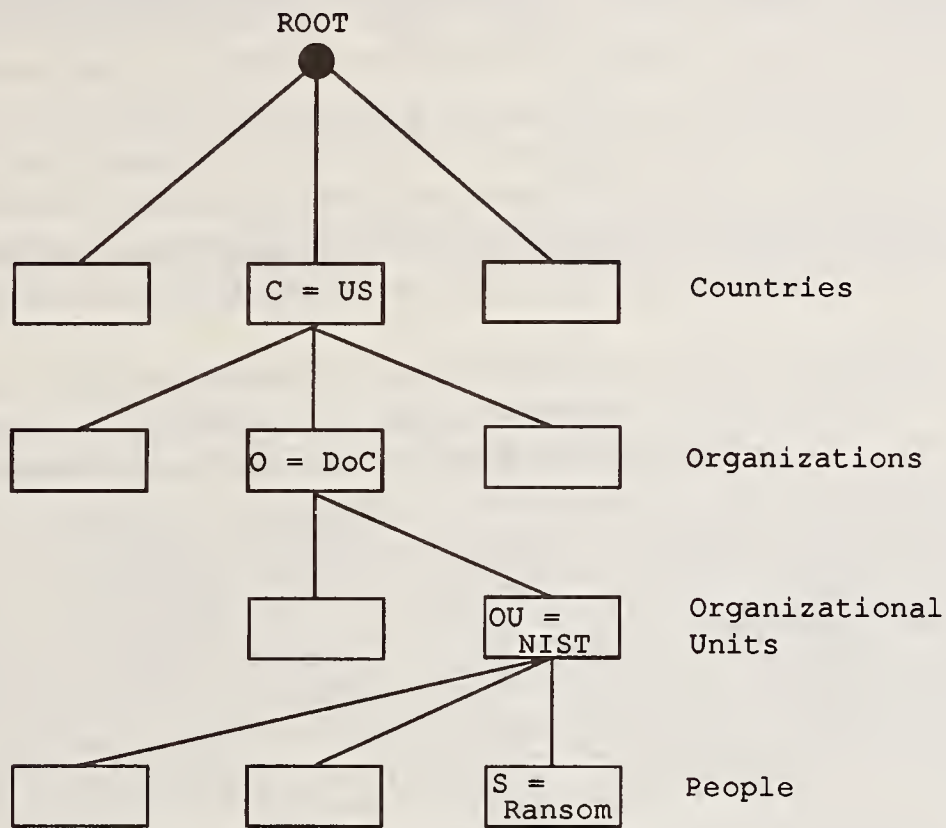 ROOT
C = US
Countries
O = DoC
Organizations
OU =
NIST
Organizational
Units
S =
Ransom
People